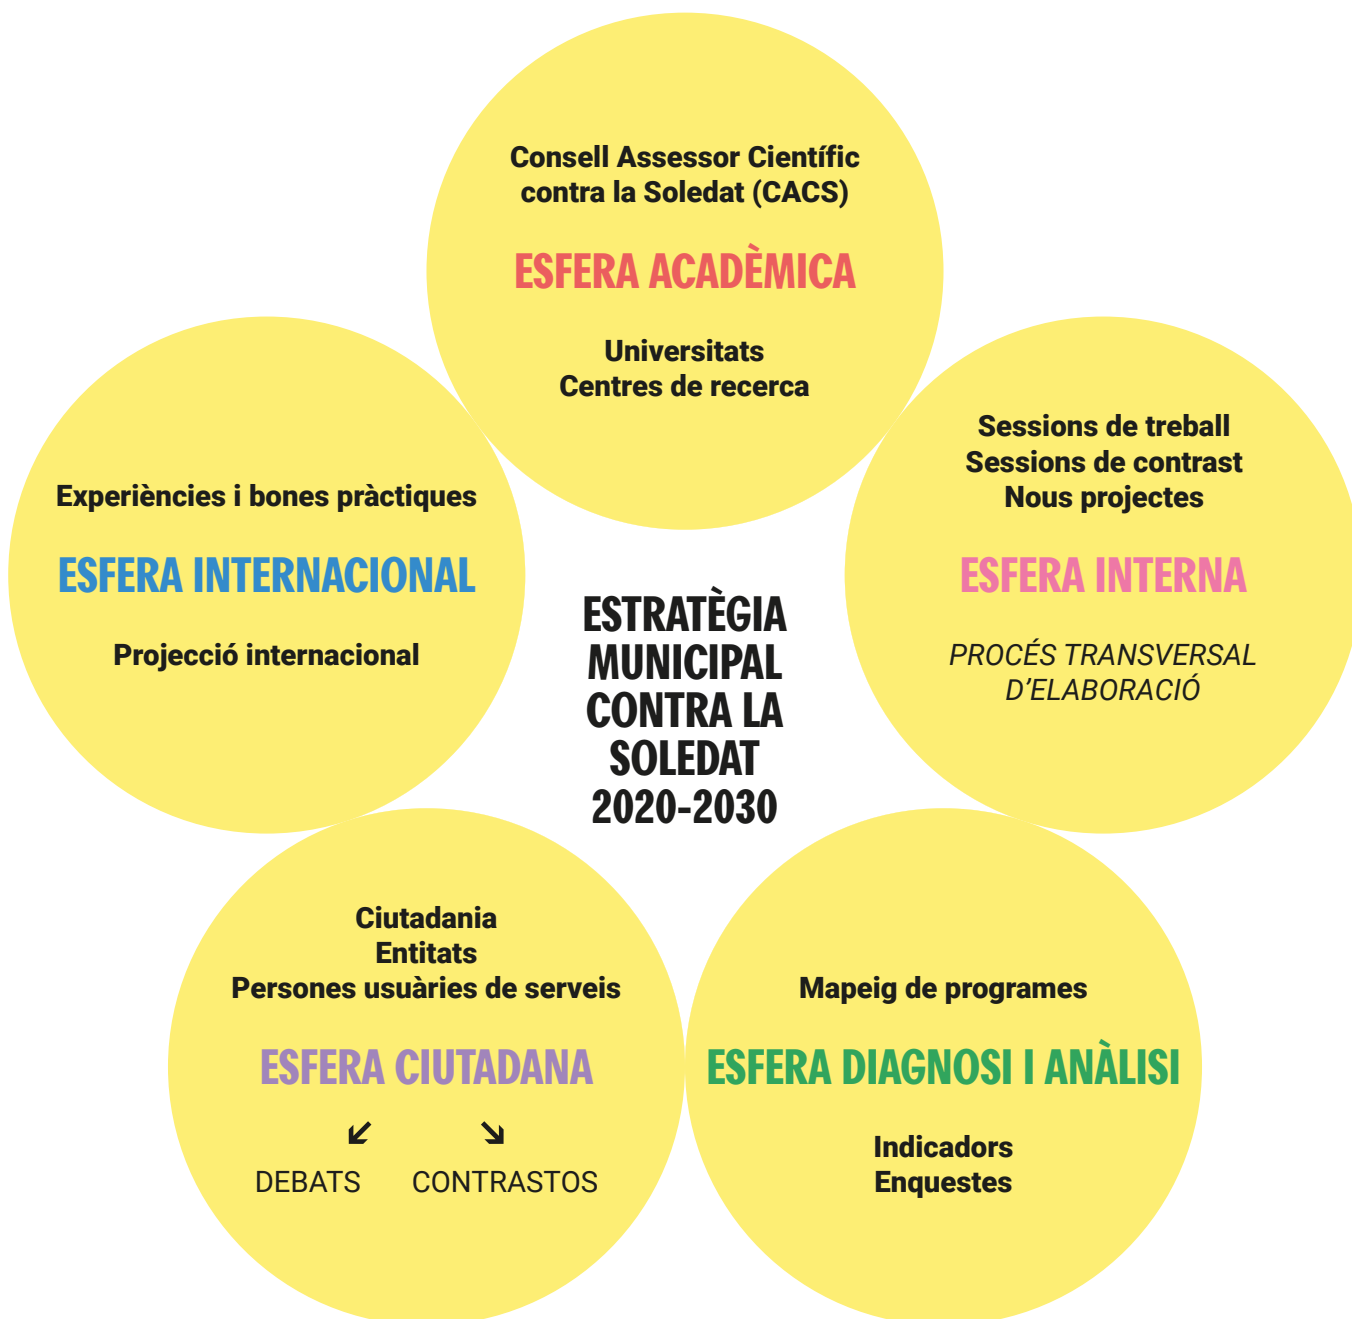 Consell Assessor Científic
contra la Soledat (CACS)
ESFERA ACADÈMICA
Universitats
Centres de recerca
Experiències i bones pràctiques
ESFERA INTERNACIONAL
Projecció internacional
Sessions de treball
Sessions de contrast
Nous projectes
ESFERA INTERNA
PROCÉS TRANSVERSAL
D'ELABORACIÓ
ESTRATÈGIA
MUNICIPAL
CONTRA LA
SOLEDAT
2020-2030
Ciutadania
Entitats
Persones usuàries de serveis
ESFERA CIUTADANA
DEBATS CONTRASTOS
Mapeig de programes
ESFERA DIAGNOSI I ANÀLISI
Indicadors
Enquestes